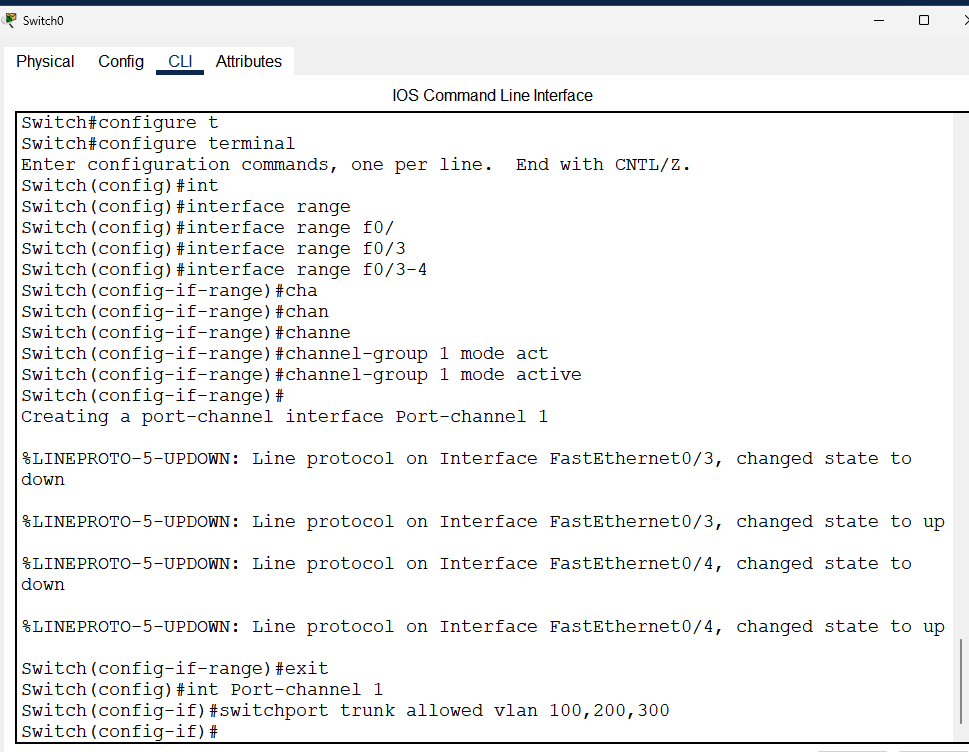 Switch0
Physical Config CLI Attributes
IOS Command Line Interface
Switch#configure t
Switch#configure terminal
Enter configuration commands, one per line.  End with CNTL/Z.
Switch(config)#int
Switch(config)#interface range
Switch(config)#interface range f0/
Switch(config)#interface range f0/3
Switch(config)#interface range f0/3-4
Switch(config-if-range)#cha
Switch(config-if-range)#chan
Switch(config-if-range)#channe
Switch(config-if-range)#channel-group 1 mode act
Switch(config-if-range)#channel-group 1 mode active
Switch(config-if-range)#
Creating a port-channel interface Port-channel 1
%LINEPROTO-5-UPDOWN: Line protocol on Interface FastEthernet0/3, changed state to
down
%LINEPROTO-5-UPDOWN: Line protocol on Interface FastEthernet0/3, changed state to up
%LINEPROTO-5-UPDOWN: Line protocol on Interface FastEthernet0/4, changed state to
down
%LINEPROTO-5-UPDOWN: Line protocol on Interface FastEthernet0/4, changed state to up
Switch(config-if-range)#exit
Switch(config)#int Port-channel 1
Switch(config-if)#switchport trunk allowed vlan 100,200,300
Switch(config-if)#